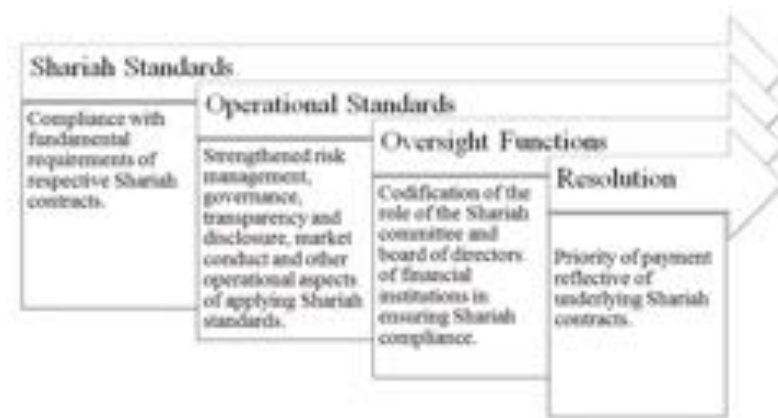 Shariah Standards
Compliance with
fundamental
requirements of
respective Shariah
contracts.
Operational Standards
Strengthened risk
management,
governance,
transparency and
disclosure, market
conduct and other
operational aspects
of applying Shariah
standards.
Oversight Functions
Codification of the
role of the Shariah
committee and
board of directors
of financial
institutions in
ensuring Shariah
compliance.
Resolution
Priority of payment
reflective of
underlying Shariah
contracts.